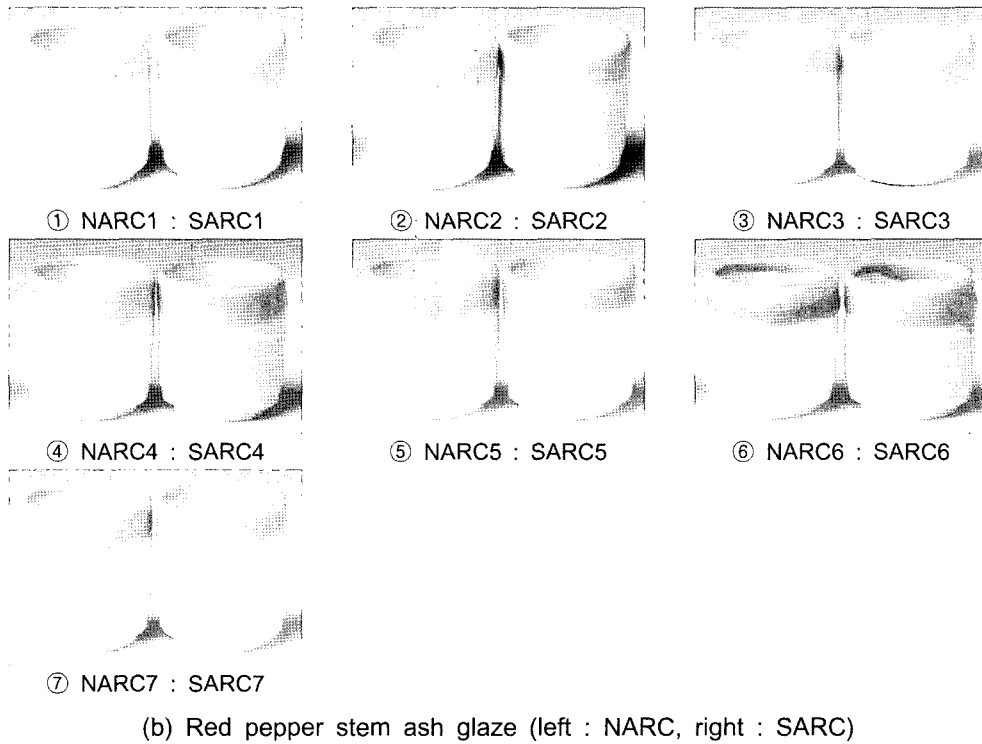 ① NARC1 : SARC1
② NARC2 : SARC2
③ NARC3 : SARC3
④ NARC4 : SARC4
⑤ NARC5 : SARC5
⑥ NARC6 : SARC6
⑦ NARC7 : SARC7
(b) Red pepper stem ash glaze (left : NARC, right : SARC)